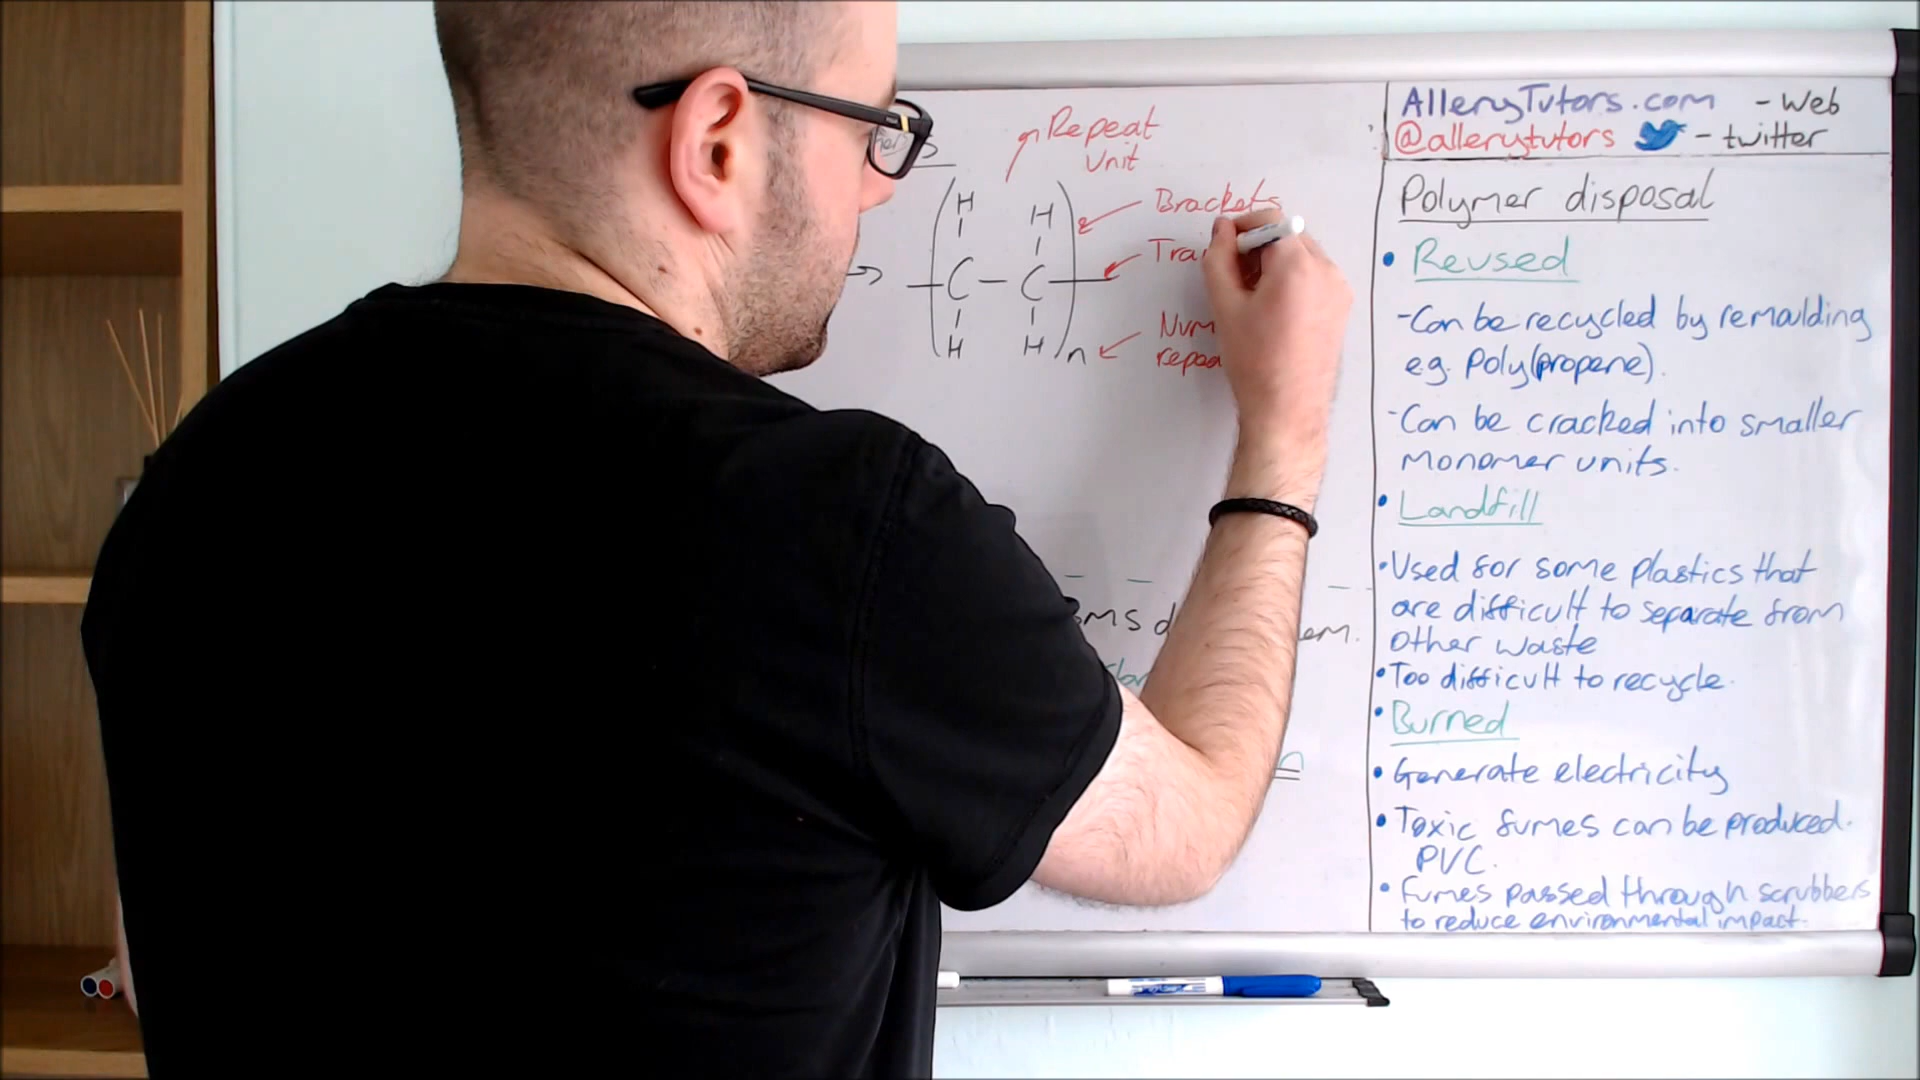 Repeat
Unit
Brackets
H H
C - C
H H n
AlleryTutors.com - Web
@allerytutors - twitter
Polymer disposal
• Reused
- Can be recycled by remoulding
e.g. Poly(propene).
- Can be cracked into smaller
monomer units.
• Landfill
• Used for some plastics that
are difficult to separate from
other waste
• Too difficult to recycle.
• Burned
• Generate electricity
• Toxic fumes can be produced.
PVC.
• Fumes passed through scrubbers
to reduce environmental impact.